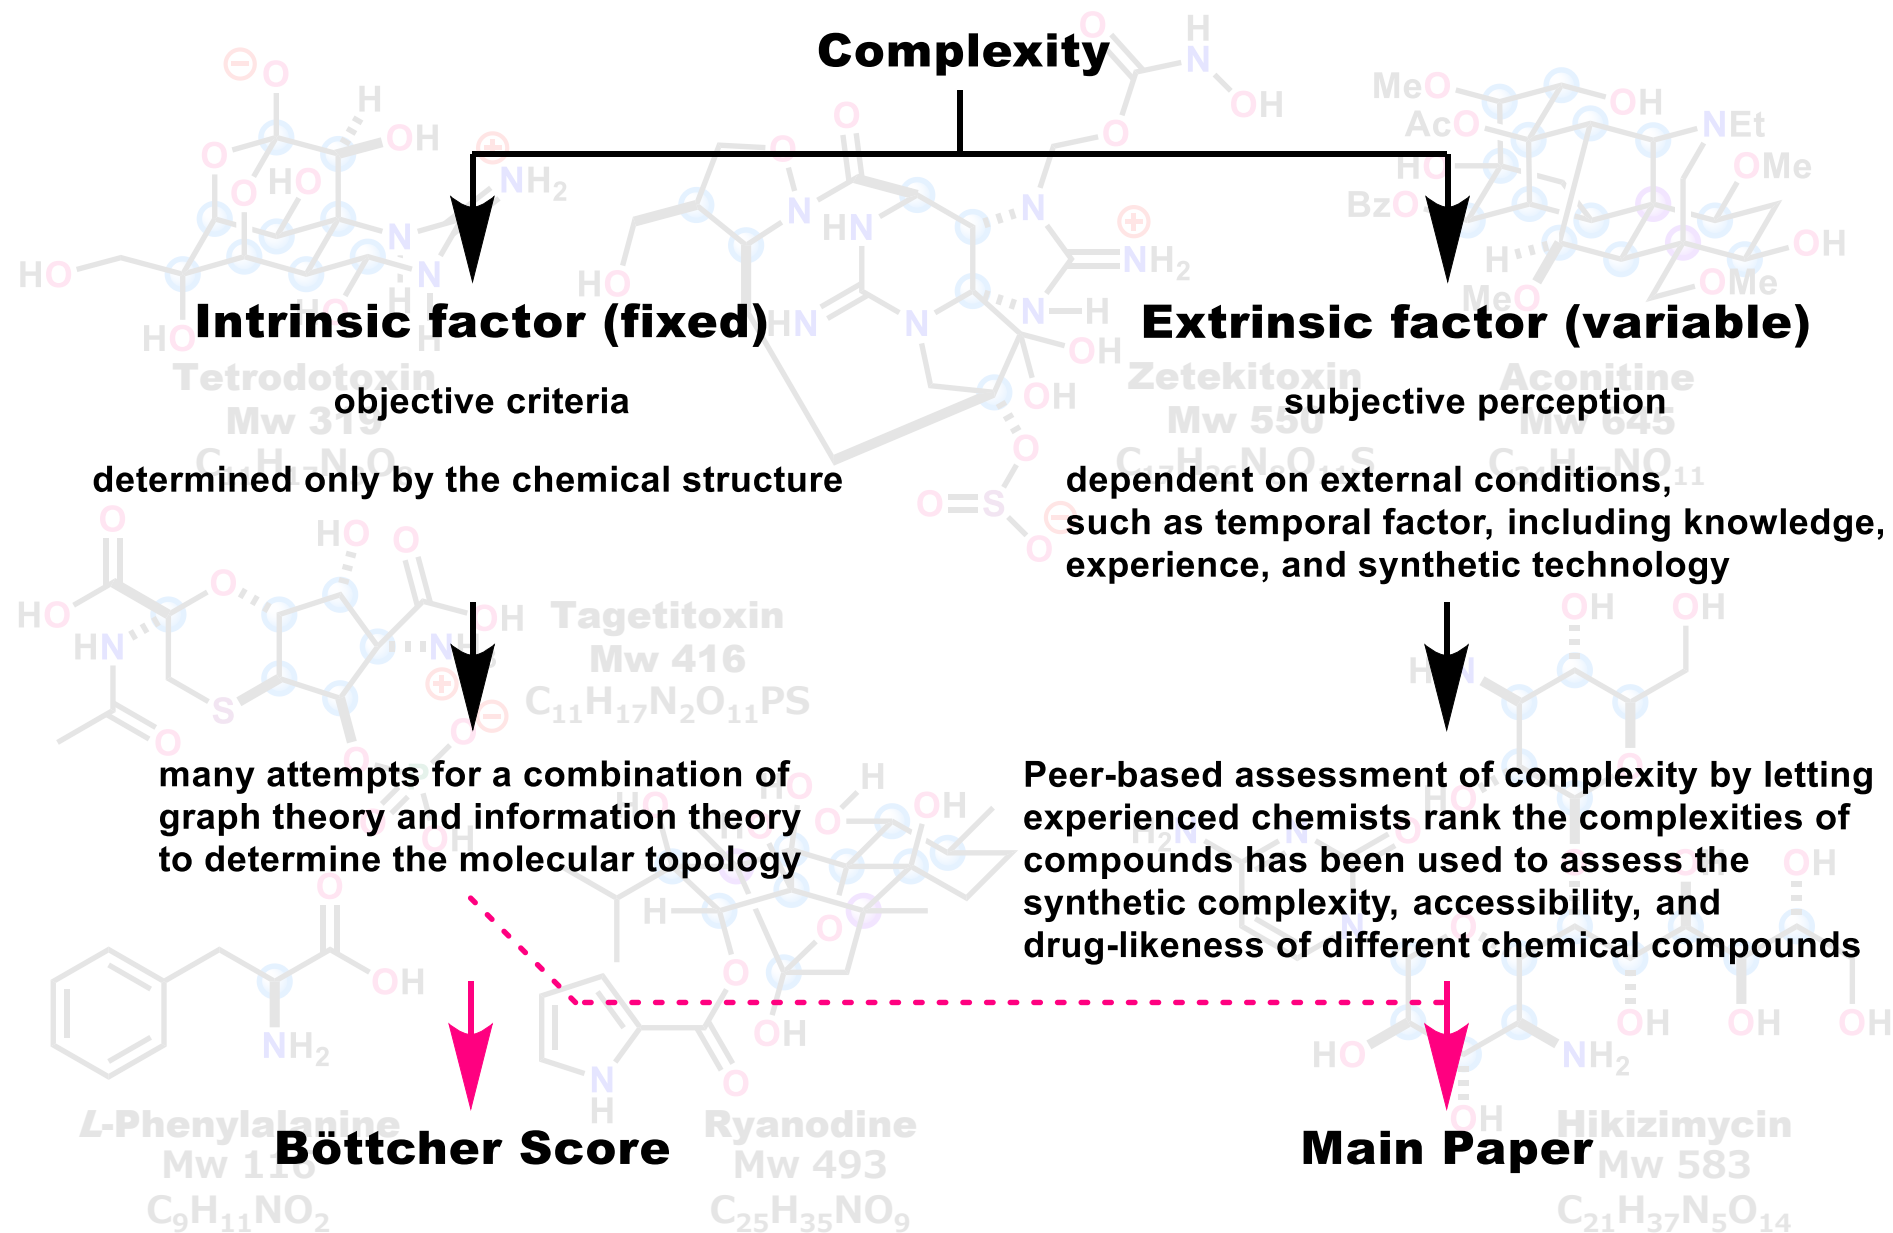 Complexity
Intrinsic factor (fixed)
objective criteria
determined only by the chemical structure
many attempts for a combination of
graph theory and information theory
to determine the molecular topology
Böttcher Score
Extrinsic factor (variable)
subjective perception
dependent on external conditions,
such as temporal factor, including knowledge,
experience, and synthetic technology
Peer-based assessment of complexity by letting
experienced chemists rank the complexities of
compounds has been used to assess the
synthetic complexity, accessibility, and
drug-likeness of different chemical compounds
Main Paper
Tetrodotoxin
Mw 319
Zetekitoxin
Mw 550
Aconitine
Mw 645
Tagetitoxin
Mw 416
C11H17N2O11PS
L-Phenylalanine
Mw 116
C9H11NO2
Ryanodine
Mw 493
C25H35NO9
Hikizimycin
Mw 583
C21H37N5O14